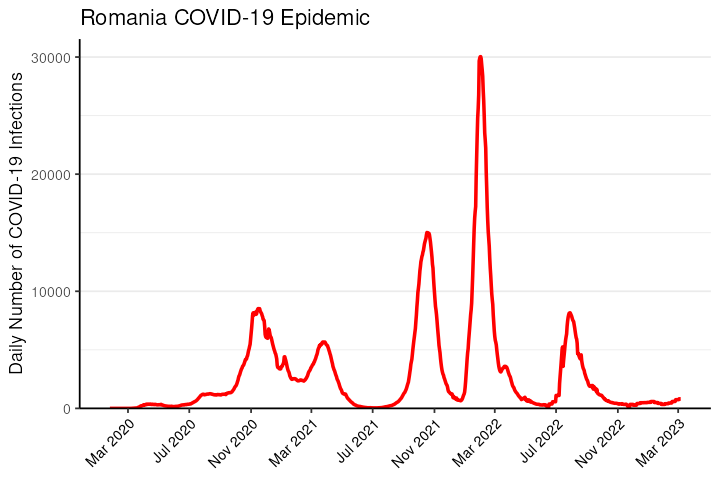 Romania COVID-19 Epidemic
Daily Number of COVID-19 Infections
30000
20000
10000
0
Mar 2020
Jul 2020
Nov 2020
Mar 2021
Jul 2021
Nov 2021
Mar 2022
Jul 2022
Nov 2022
Mar 2023